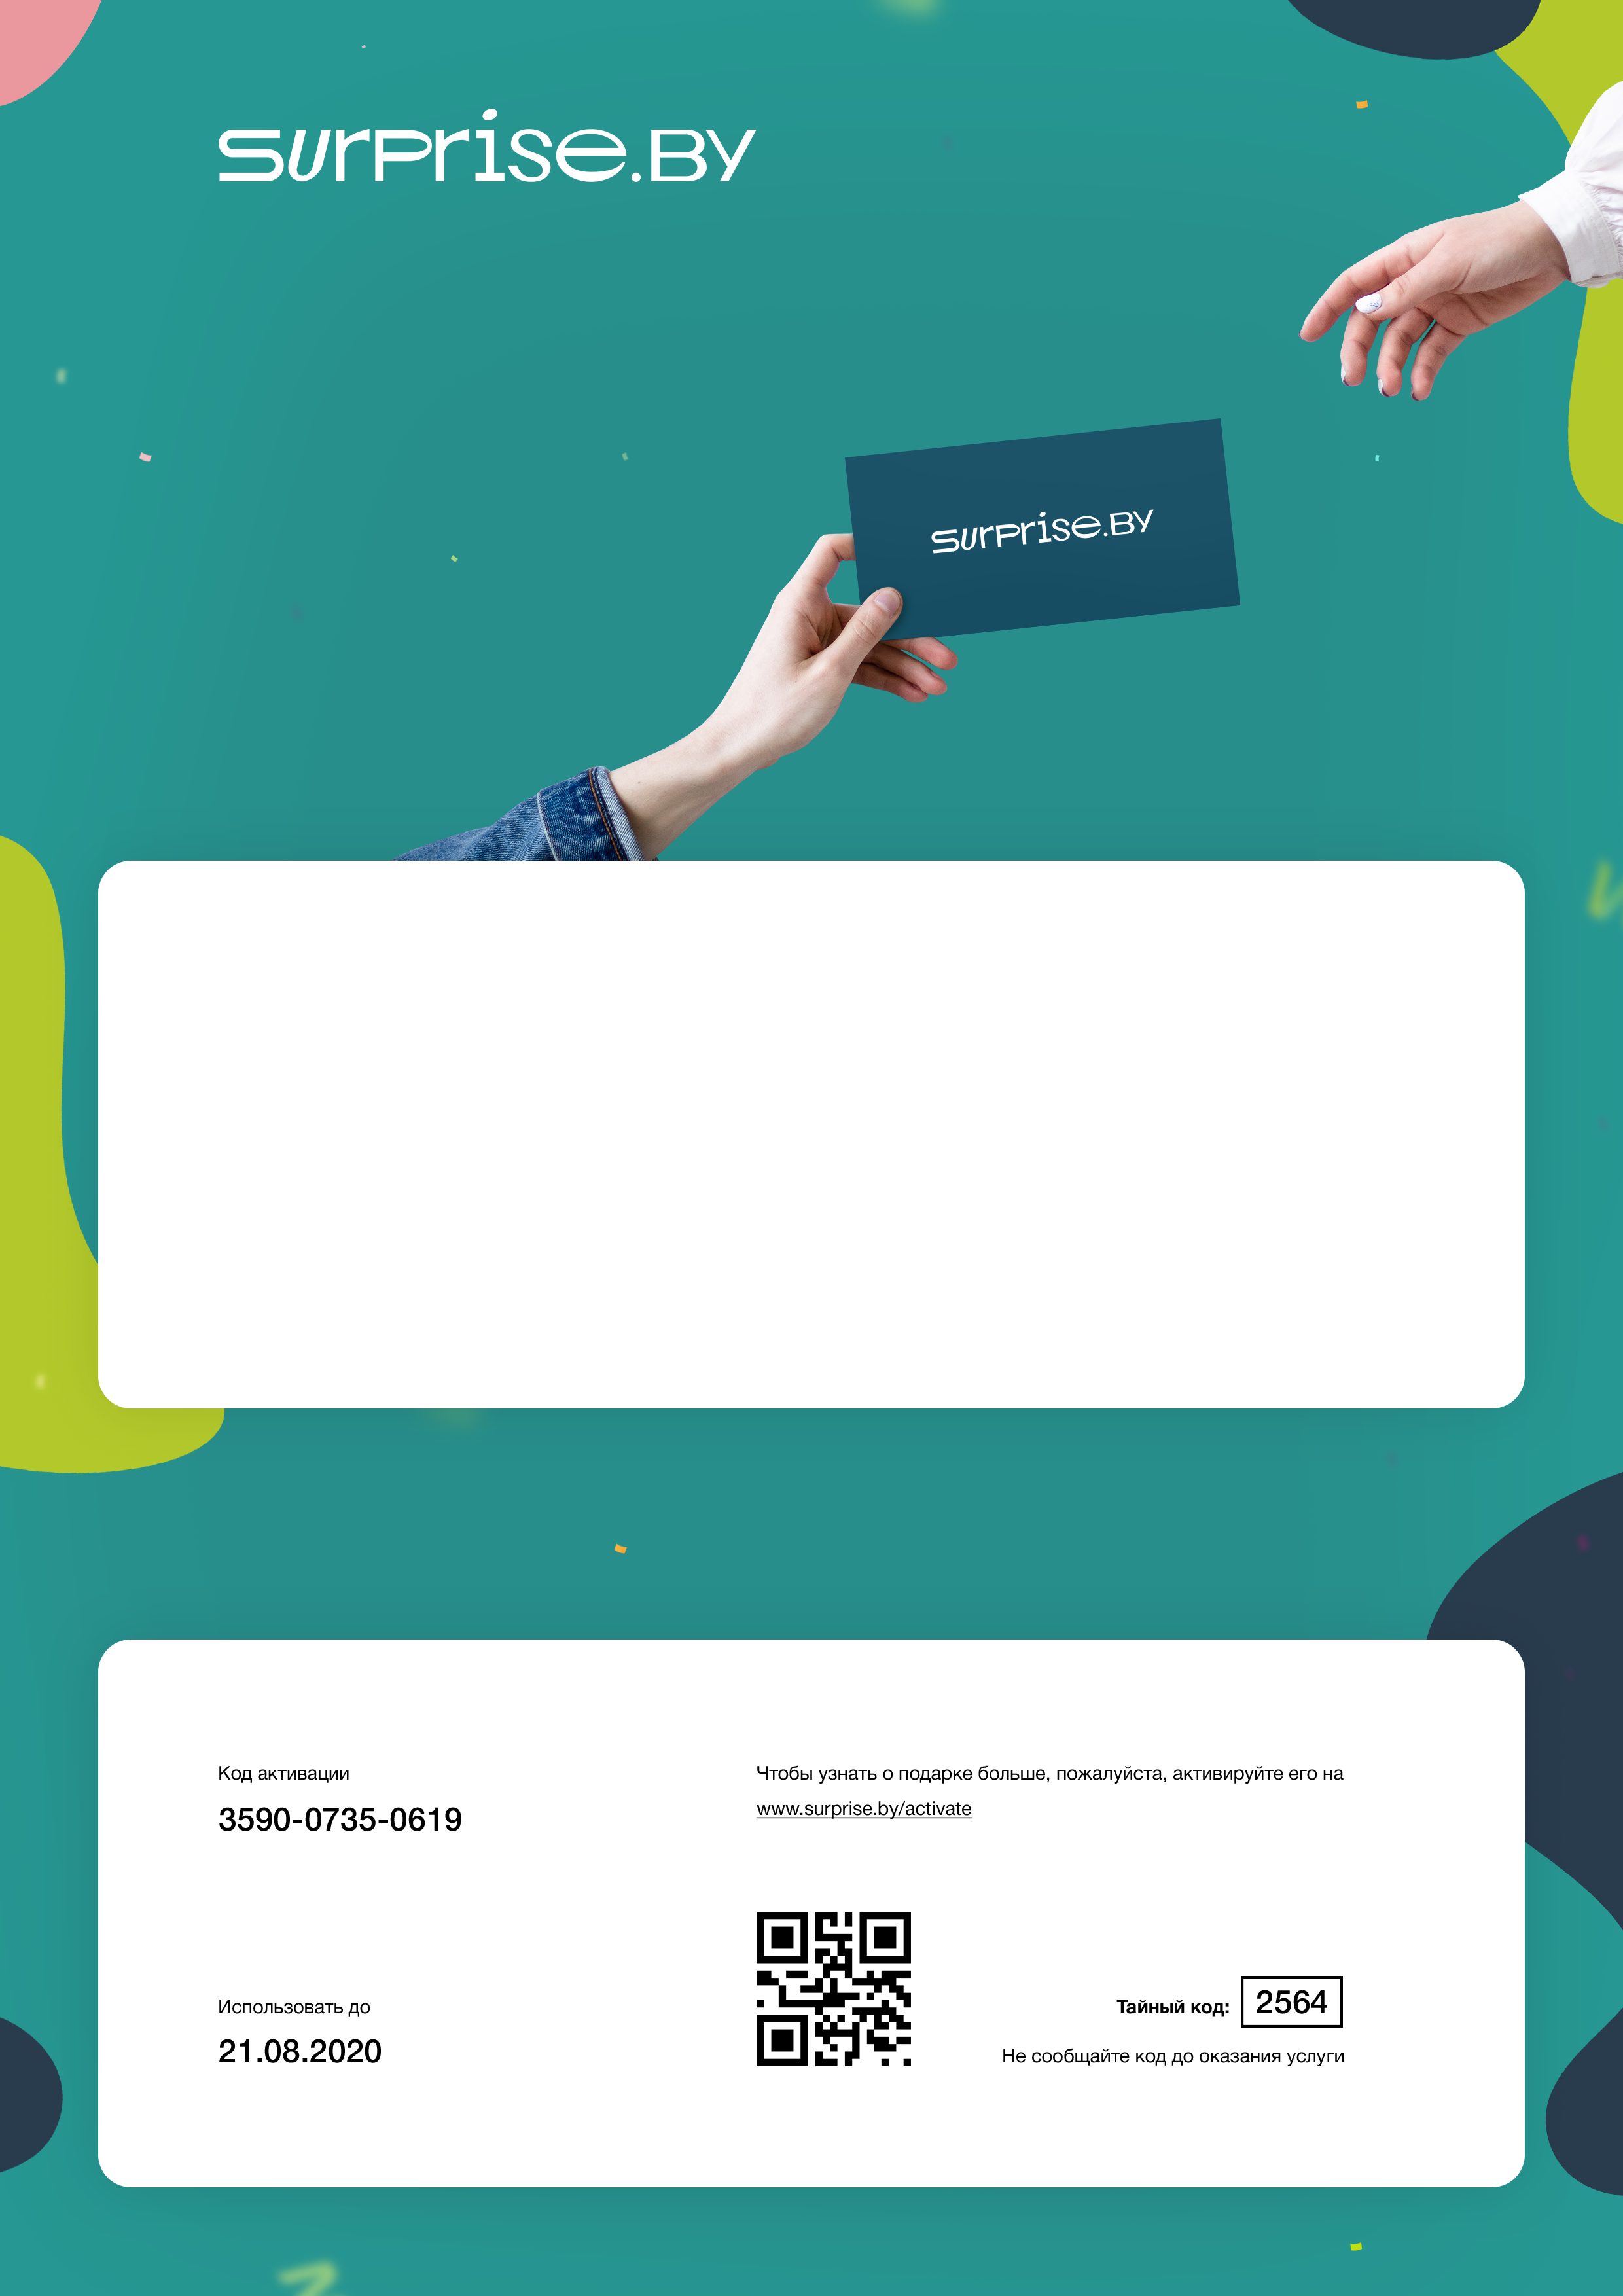 surprise.BY
surprise.BY
Код активации
3590-0735-0619
Чтобы узнать о подарке больше, пожалуйста, активируйте его на
www.surprise.by/activate
Использовать до
21.08.2020
Тайный код: 2564
Не сообщайте код до оказания услуги